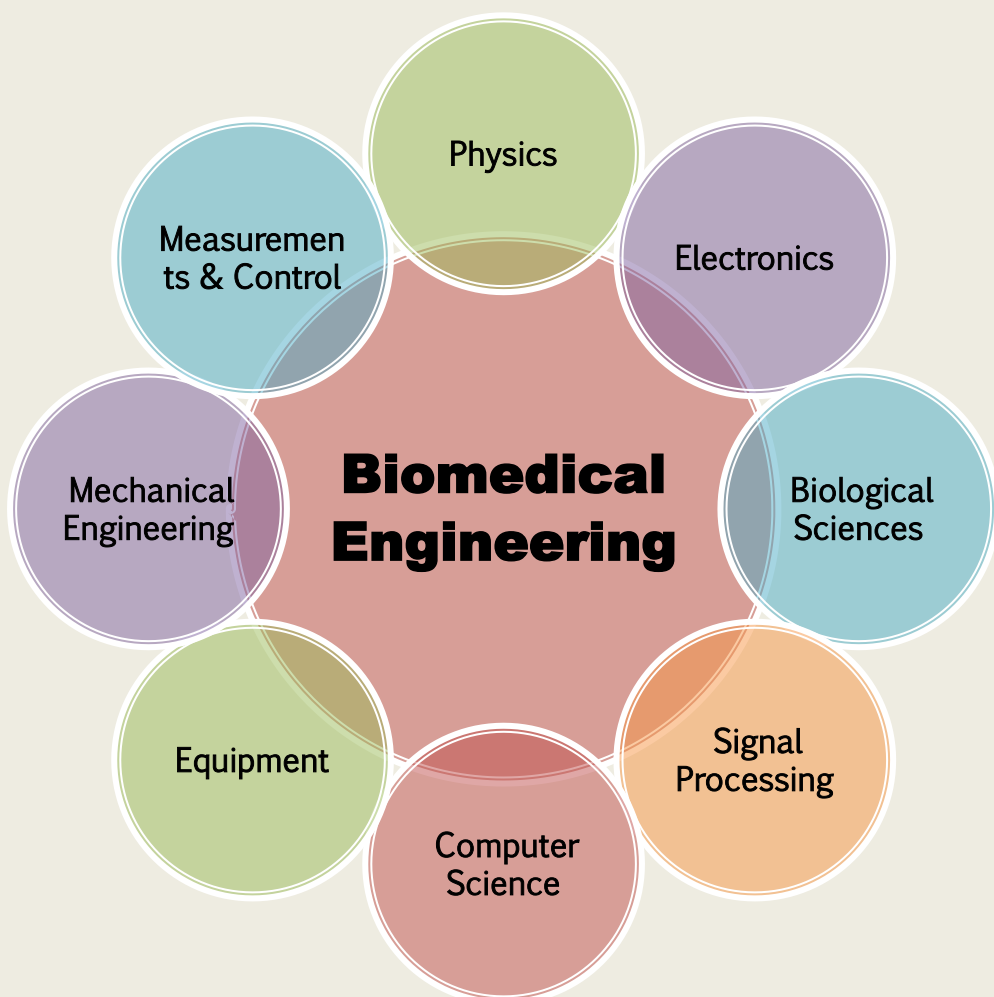 Physics
Electronics
Biological
Sciences
Signal
Processing
Computer
Science
Equipment
Mechanical
Engineering
Measuremen
ts & Control
Biomedical
Engineering